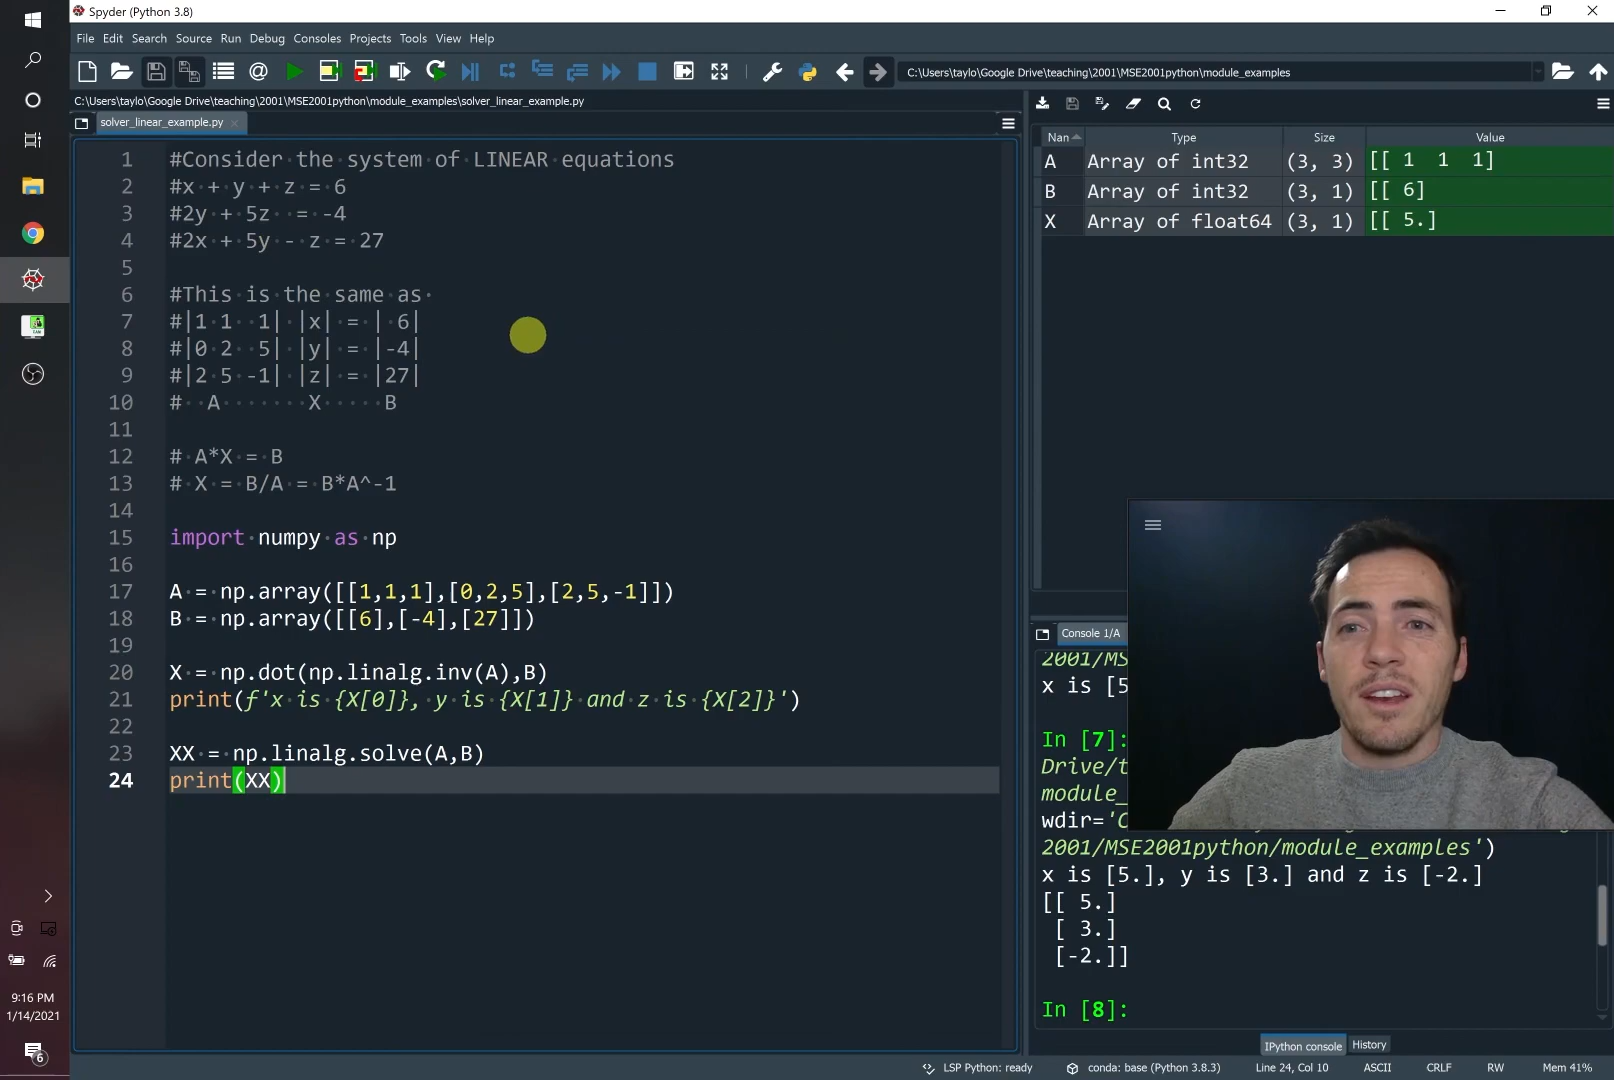 Spyder (Python 3.8)
File Edit Search Source Run Debug Consoles Projects Tools View Help
C:\Users\taylo\Google Drive\teaching\2001\MSE2001python\module_examples
C:\Users\taylo\Google Drive\teaching\2001\MSE2001python\module_examples\solver_linear_example.py
solver_linear_example.py
1 #Consider the system of LINEAR equations
2 #x + y + z = 6
3 #2y + 5z  = -4
4 #2x + 5y - z = 27
5
6 #This is the same as
7 #|1 1  1| |x| = | 6|
8 #|0 2  5| |y| = |-4|
9 #|2 5 -1| |z| = |27|
10 #  A       X     B
11
12 # A*X = B
13 # X = B/A = B*A^-1
14
15 import numpy as np
16
17 A = np.array([[1,1,1],[0,2,5],[2,5,-1]])
18 B = np.array([[6],[-4],[27]])
19
20 X = np.dot(np.linalg.inv(A),B)
21 print(f'x is {X[0]}, y is {X[1]} and z is {X[2]}')
22
23 XX = np.linalg.solve(A,B)
24 print(XX)
Nan Type Size Value
A Array of int32 (3, 3) [[ 1  1  1]
B Array of int32 (3, 1) [[ 6]
X Array of float64 (3, 1) [[ 5.]
Console 1/A
2001/MS
x is [5
In [7]:
Drive/t
module_
wdir='C
2001/MSE2001python/module_examples')
x is [5.], y is [3.] and z is [-2.]
[[ 5.]
[ 3.]
[-2.]]
In [8]:
IPython console History
9:16 PM
1/14/2021
6
LSP Python: ready conda: base (Python 3.8.3) Line 24, Col 10 ASCII CRLF RW Mem 41%